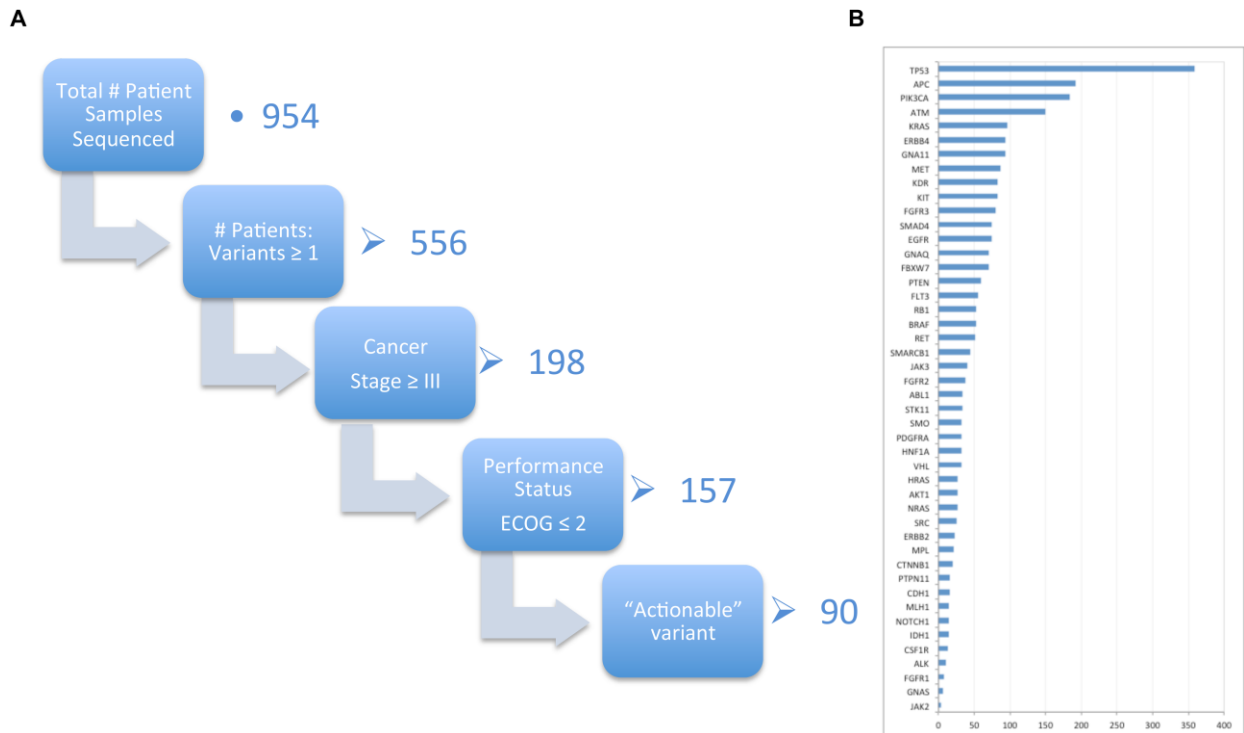 A
Total # Patient
Samples
Sequenced
• 954
# Patients:
Variants ≥ 1
556
Cancer
Stage ≥ III
198
Performance
Status
ECOG ≤ 2
157
“Actionable”
variant
90
B
TP53
APC
PIK3CA
ATM
KRAS
ERBB4
GNA11
MET
KDR
KIT
FGFR3
SMAD4
EGFR
GNAQ
FBXW7
PTEN
FLT3
RB1
BRAF
RET
SMARCB1
JAK3
FGFR2
ABL1
STK11
SMO
PDGFRA
HNF1A
VHL
HRAS
AKT1
NRAS
SRC
ERBB2
MPL
CTNNB1
PTPN11
CDH1
MLH1
NOTCH1
IDH1
CSF1R
ALK
FGFR1
GNAS
JAK2
0 50 100 150 200 250 300 350 400